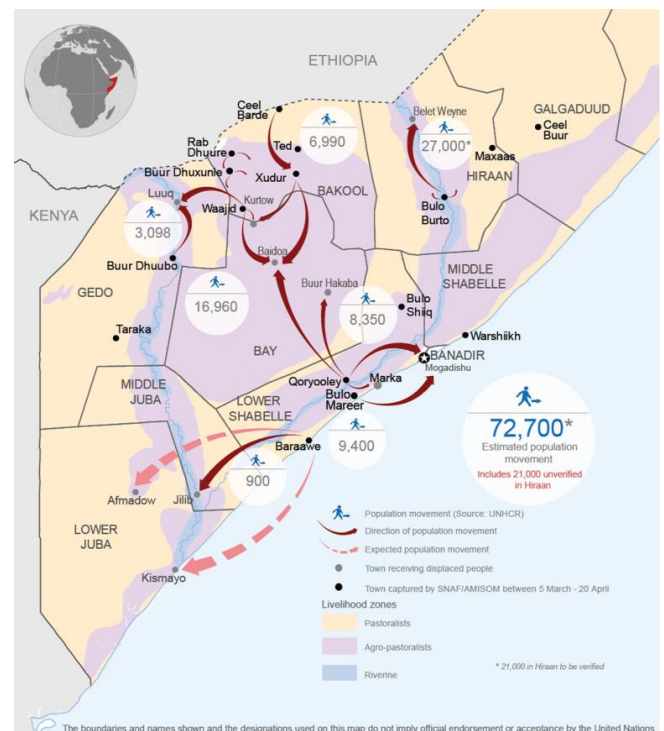 ETHIOPIA
Ceel
Barde
6,990
Belet Weyne
27,000*
GALGADUUD
Ceel
Buur
Rab
Dhuure
Ted
Maxaas
HIRAAN
Buur Dhuxunle
Xudur
BAKOOL
Luuq
Kurtow
Waajid
Bulo
Burto
KENYA
3,098
Baidoa
Buur Dhuubo
MIDDLE
SHABELLE
GEDO
16,960
Buur Hakaba
8,350
Bulo
Shiiq
Taraka
BAY
Warshiikh
BANADIR
Mogadishu
MIDDLE
JUBA
Qoryooley
Marka
LOWER
SHABELLE
Bulo
Mareer
72,700*
Estimated population
movement
Includes 21,000 unverified
in Hiraan
Baraawe
9,400
900
Afmadow
Jilib
LOWER
JUBA
Kismayo
Population movement (Source: UNHCR)
Direction of population movement
Expected population movement
Town receiving displaced people
Town captured by SNAF/AMISOM between 5 March - 20 April
Livelihood zones
Pastoralists
Agro-pastoralists
Riverine
* 21,000 in Hiraan to be verified
The boundaries and names shown and the designations used on this map do not imply official endorsement or acceptance by the United Nations